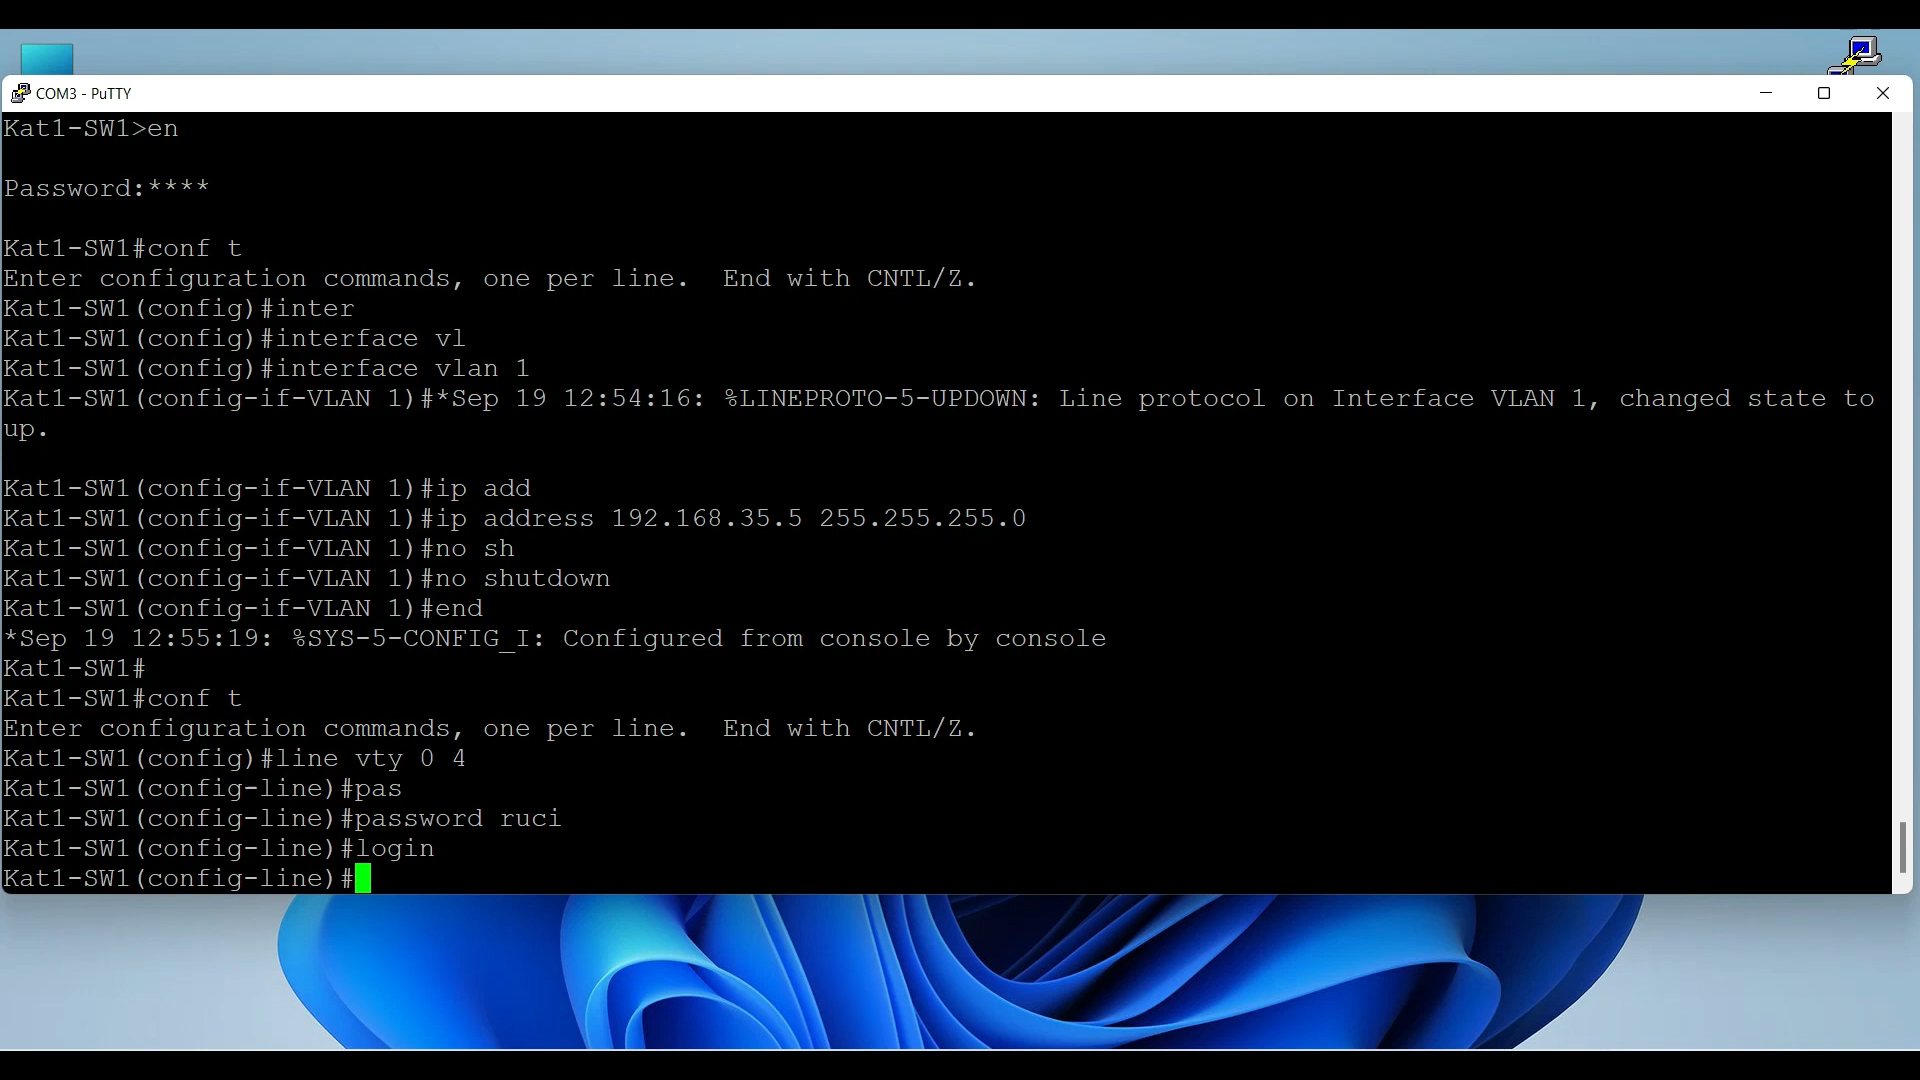 COM3 - PuTTY
Kat1-SW1>en
Password:****
Kat1-SW1#conf t
Enter configuration commands, one per line.  End with CNTL/Z.
Kat1-SW1(config)#inter
Kat1-SW1(config)#interface vl
Kat1-SW1(config)#interface vlan 1
Kat1-SW1(config-if-VLAN 1)#*Sep 19 12:54:16: %LINEPROTO-5-UPDOWN: Line protocol on Interface VLAN 1, changed state to
up.
Kat1-SW1(config-if-VLAN 1)#ip add
Kat1-SW1(config-if-VLAN 1)#ip address 192.168.35.5 255.255.255.0
Kat1-SW1(config-if-VLAN 1)#no sh
Kat1-SW1(config-if-VLAN 1)#no shutdown
Kat1-SW1(config-if-VLAN 1)#end
*Sep 19 12:55:19: %SYS-5-CONFIG_I: Configured from console by console
Kat1-SW1#
Kat1-SW1#conf t
Enter configuration commands, one per line.  End with CNTL/Z.
Kat1-SW1(config)#line vty 0 4
Kat1-SW1(config-line)#pas
Kat1-SW1(config-line)#password ruci
Kat1-SW1(config-line)#login
Kat1-SW1(config-line)#